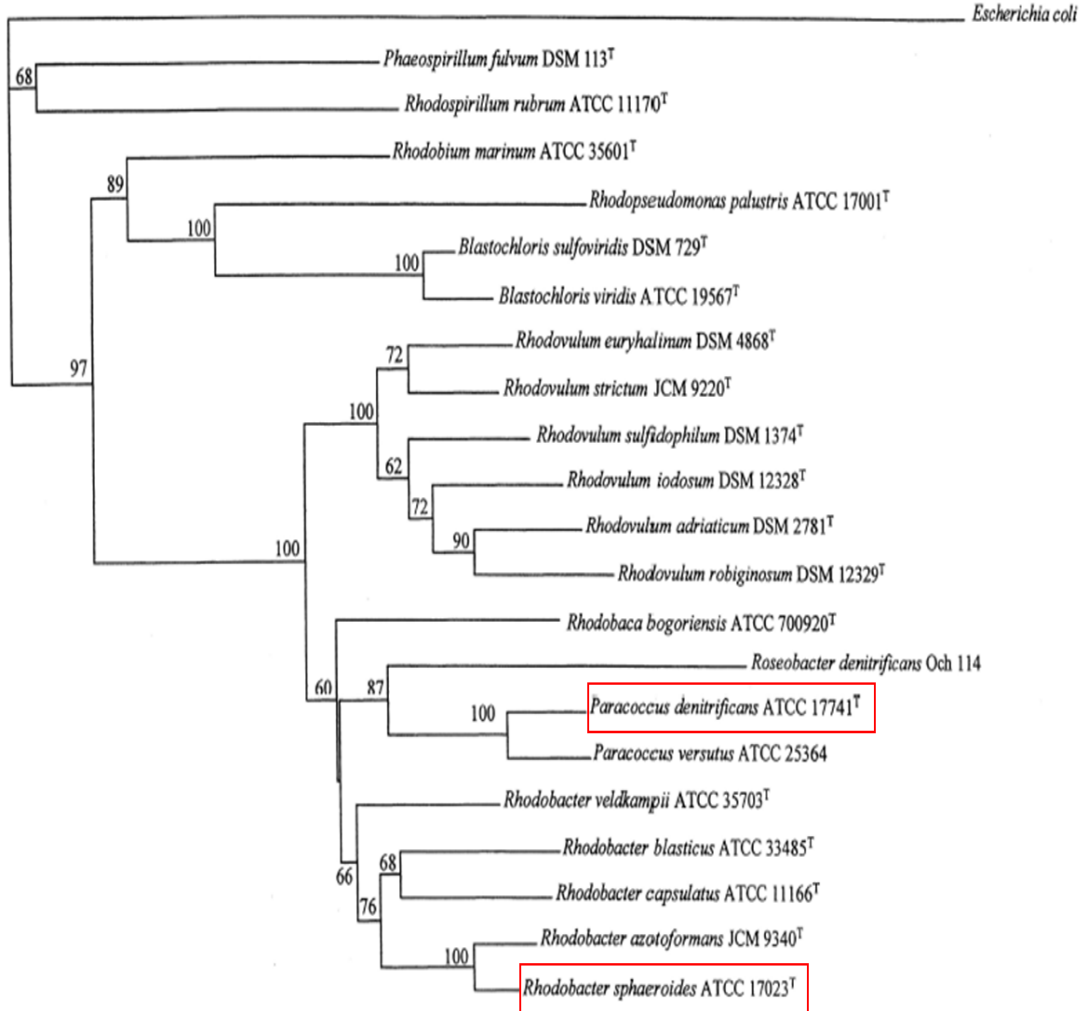 Escherichia coli
Phaeospirillum fulvum DSM 113ᵀ
68
Rhodospirillum rubrum ATCC 11170ᵀ
Rhodobium marinum ATCC 35601ᵀ
89
Rhodopseudomonas palustris ATCC 17001ᵀ
100
Blastochloris sulfoviridis DSM 729ᵀ
100
Blastochloris viridis ATCC 19567ᵀ
Rhodovulum euryhalinum DSM 4868ᵀ
72
97
Rhodovulum strictum JCM 9220ᵀ
100
Rhodovulum sulfidophilum DSM 1374ᵀ
62
Rhodovulum iodosum DSM 12328ᵀ
72
Rhodovulum adriaticum DSM 2781ᵀ
90
100
Rhodovulum robiginosum DSM 12329ᵀ
Rhodobaca bogoriensis ATCC 700920ᵀ
Roseobacter denitrificans Och 114
60
87
Paracoccus denitrificans ATCC 17741ᵀ
100
Paracoccus versutus ATCC 25364
Rhodobacter veldkampii ATCC 35703ᵀ
Rhodobacter blasticus ATCC 33485ᵀ
68
66
Rhodobacter capsulatus ATCC 11166ᵀ
76
Rhodobacter azotoformans JCM 9340ᵀ
100
Rhodobacter sphaeroides ATCC 17023ᵀ